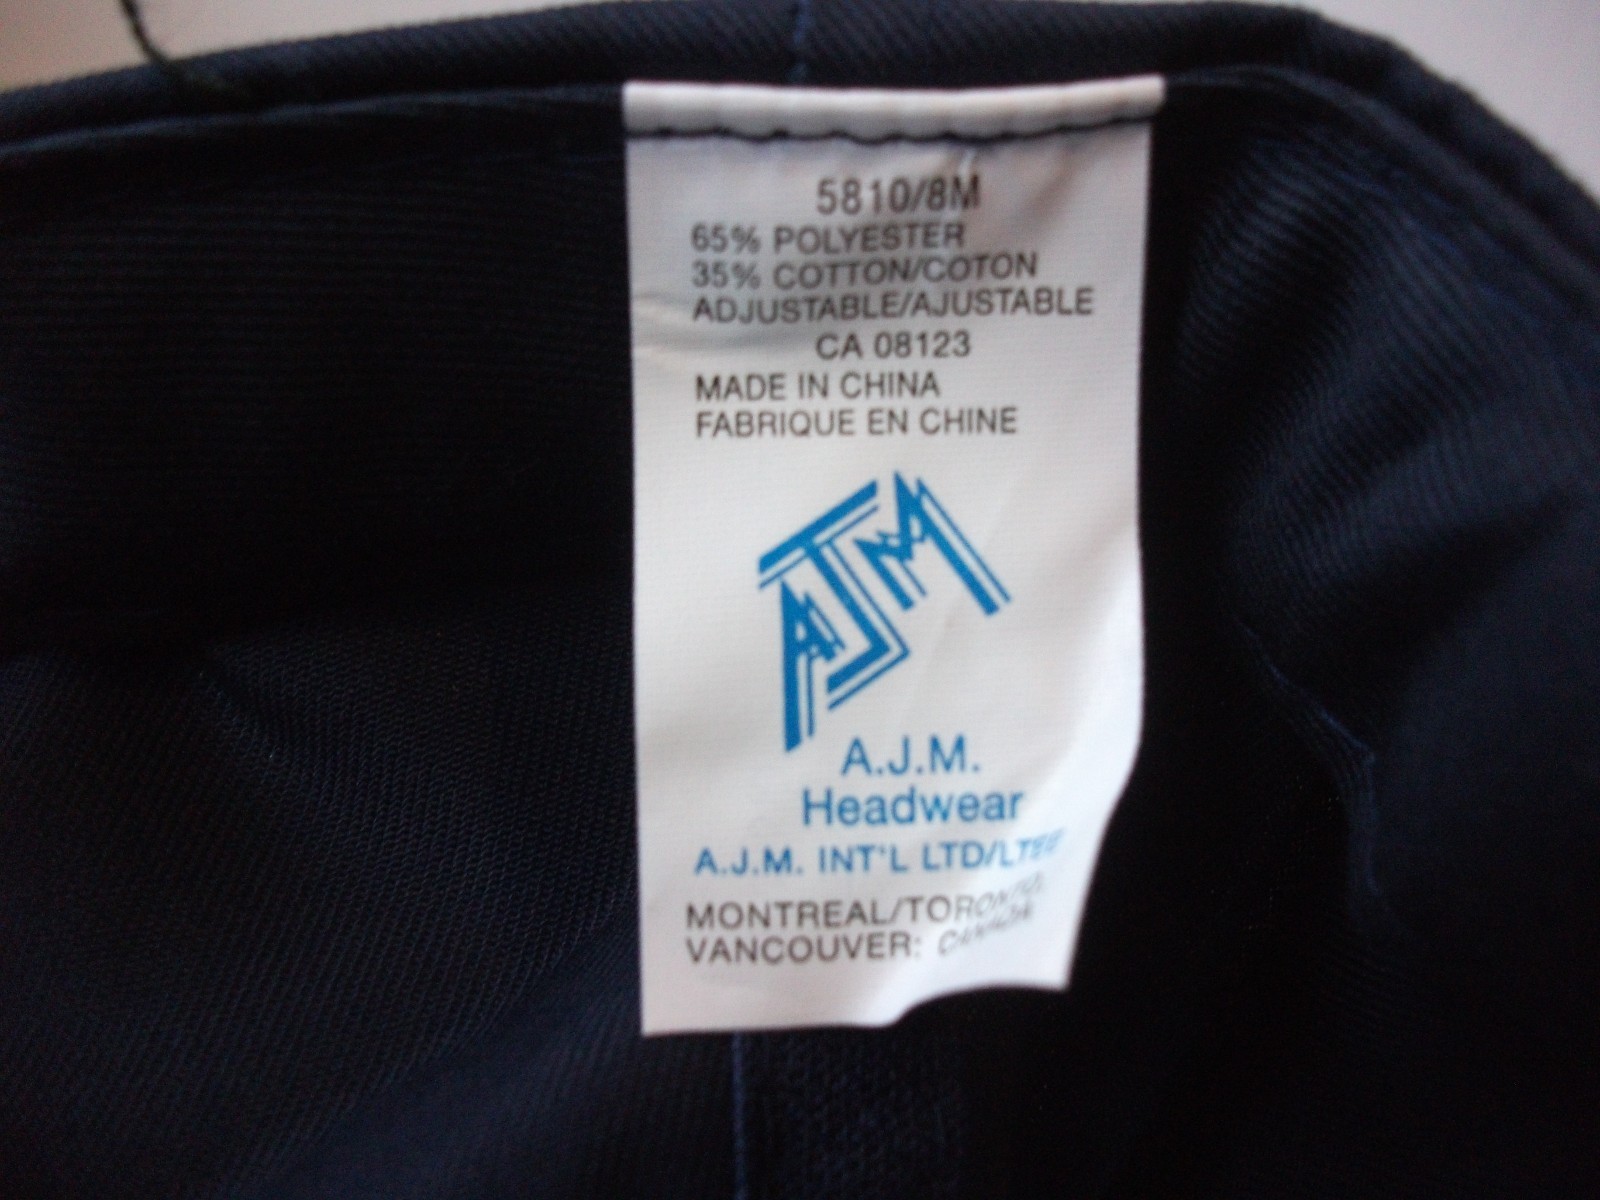 5810/8M
65% POLYESTER
35% COTTON/COTON
ADJUSTABLE/AJUSTABLE
CA 08123
MADE IN CHINA
FABRIQUE EN CHINE
AJM
A.J.M.
Headwear
A.J.M. INT'L LTD/LTEE
MONTREAL/TORONTO
VANCOUVER: CANADA